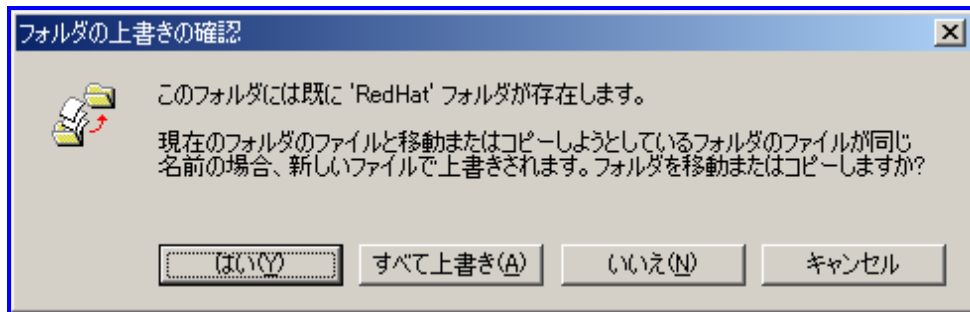 フォルダの上書きの確認
このフォルダには既に 'RedHat' フォルダが存在します。
現在のフォルダのファイルと移動またはコピーしようとしているフォルダのファイルが同じ
名前の場合、新しいファイルで上書きされます。フォルダを移動またはコピーしますか?
はい(Y) すべて上書き(A) いいえ(N) キャンセル